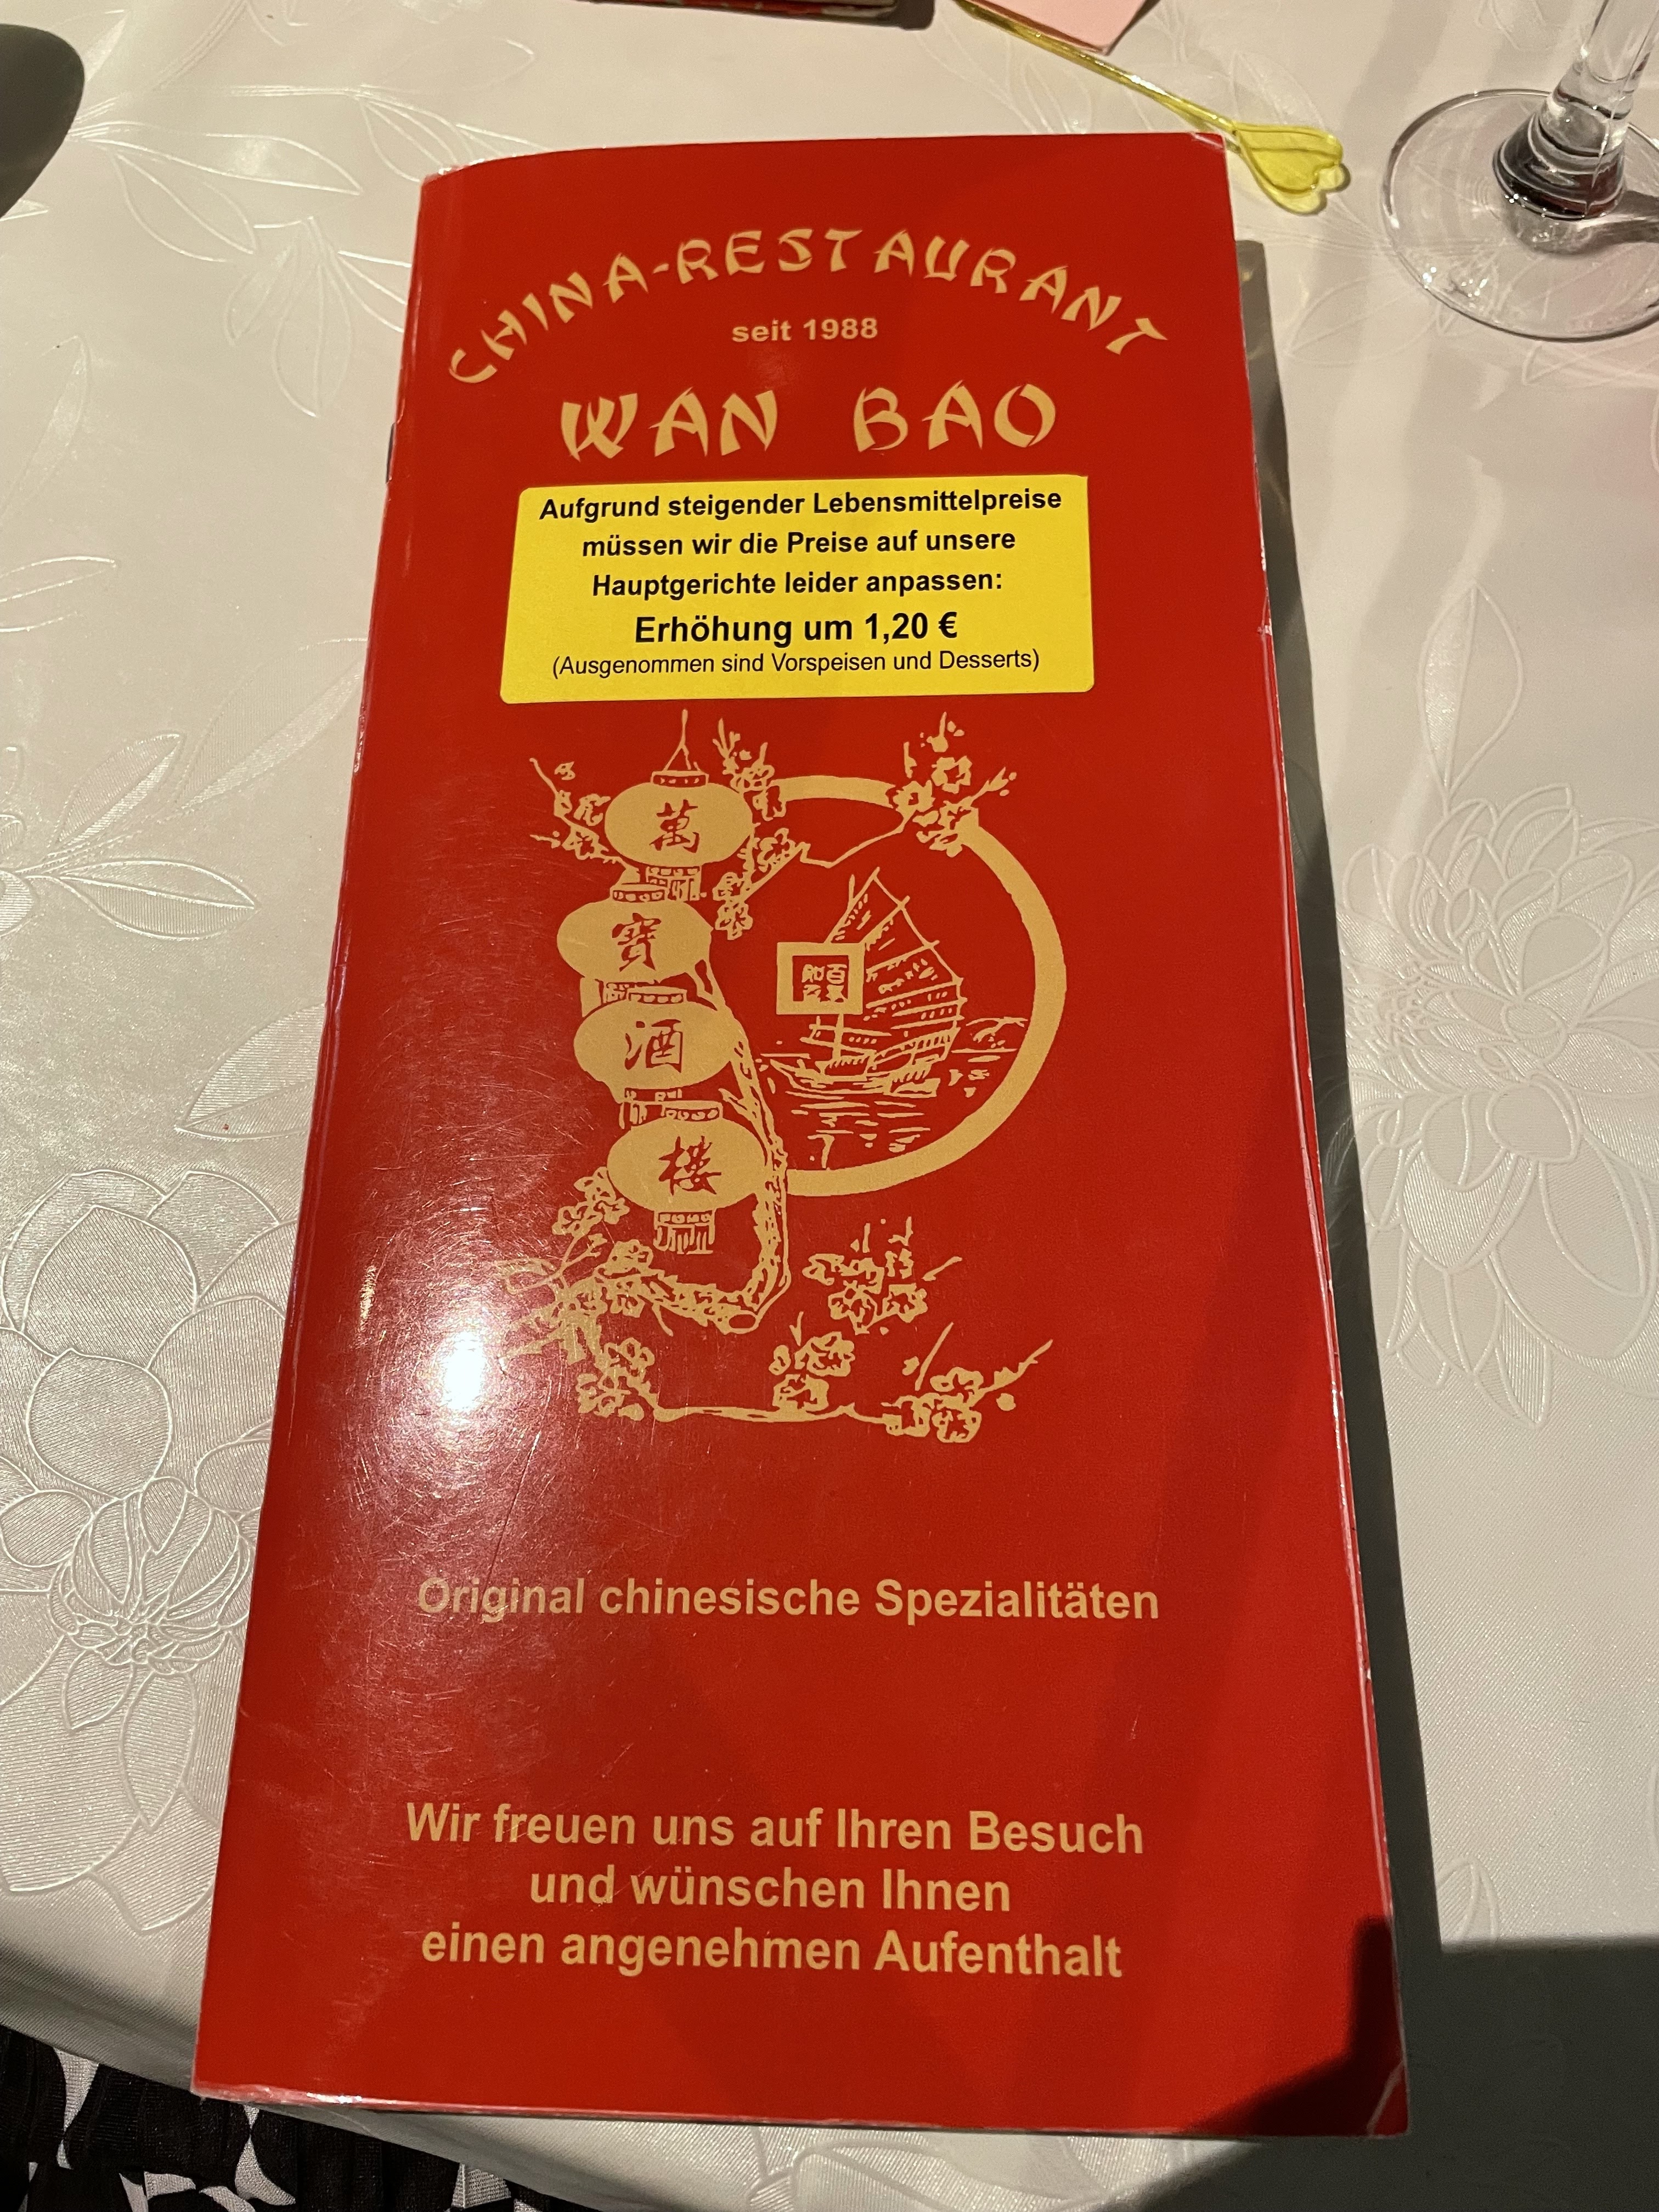 CHINA-RESTAURANT
seit 1988
WAN BAO
Aufgrund steigender Lebensmittelpreise
müssen wir die Preise auf unsere
Hauptgerichte leider anpassen:
Erhöhung um 1,20 €
(Ausgenommen sind Vorspeisen und Desserts)
萬
寶
酒
樓
Original chinesische Spezialitäten
Wir freuen uns auf Ihren Besuch
und wünschen Ihnen
einen angenehmen Aufenthalt